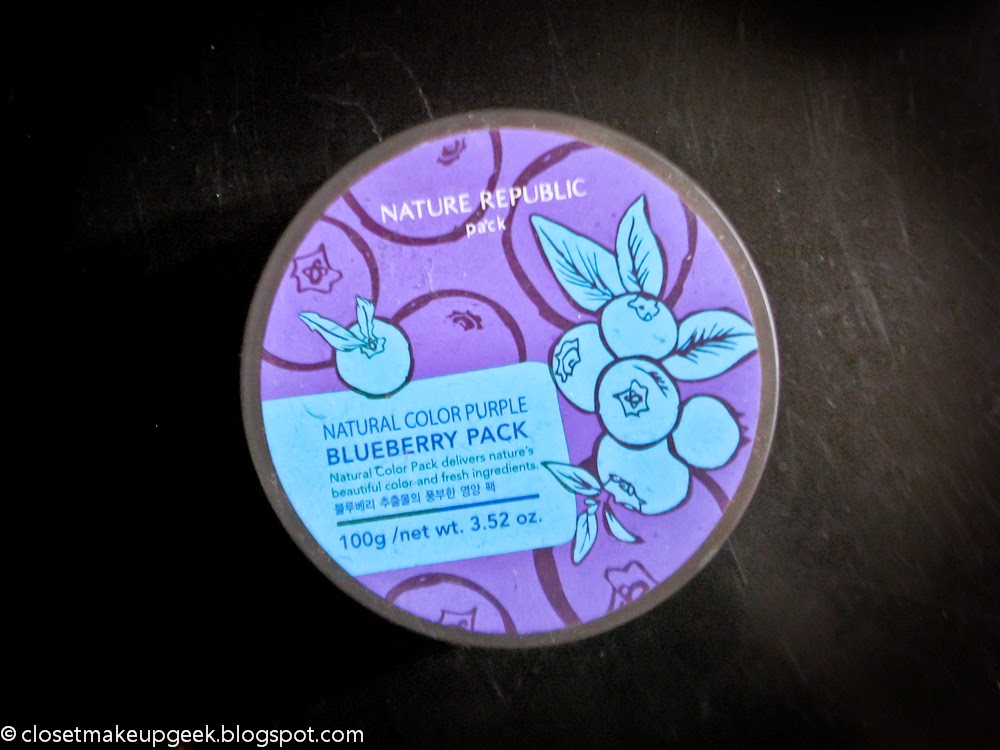 NATURE REPUBLIC
pack
NATURAL COLOR PURPLE
BLUEBERRY PACK
Natural Color Pack delivers nature's
beautiful color and fresh ingredients.
블루베리 추출물의 풍부한 영양 팩
100g /net wt. 3.52 oz.
© closetmakeupgeek.blogspot.com